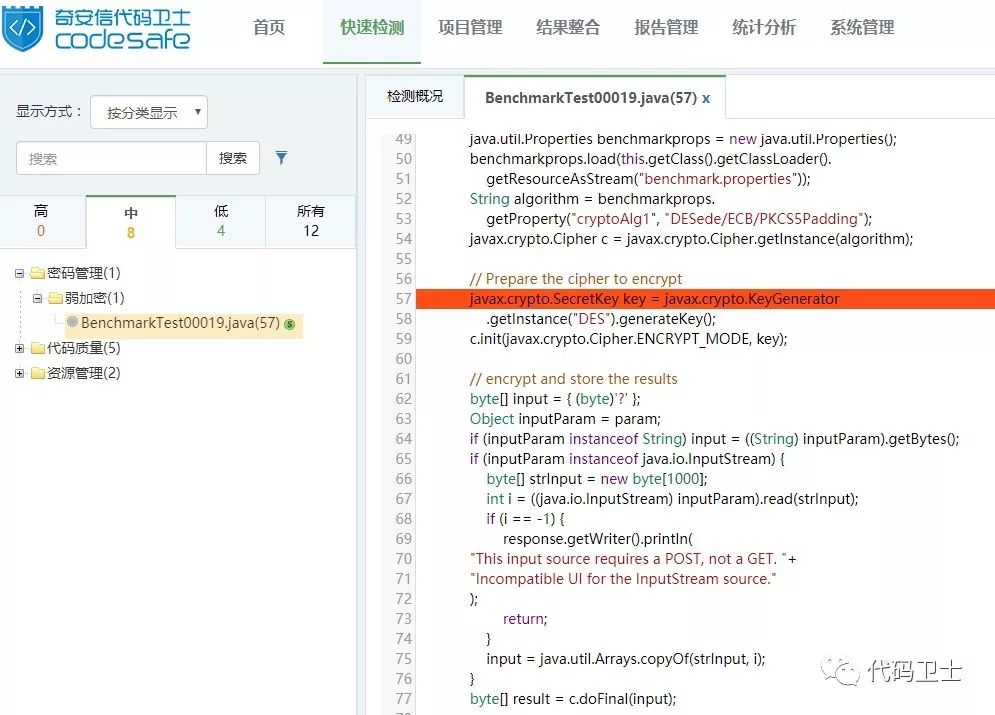 奇安信代码卫士
codesafe
首页 快速检测 项目管理 结果整合 报告管理 统计分析 系统管理
显示方式： 按分类显示
搜索 搜索
高 中 低 所有
0 8 4 12
密码管理(1)
弱加密(1)
BenchmarkTest00019.java(57) S
代码质量(5)
资源管理(2)
检测概况 BenchmarkTest00019.java(57) x
49 java.util.Properties benchmarkprops = new java.util.Properties();
50 benchmarkprops.load(this.getClass().getClassLoader().
51 getResourceAsStream("benchmark.properties"));
52 String algorithm = benchmarkprops.
53 getProperty("cryptoAlg1", "DESede/ECB/PKCS5Padding");
54 javax.crypto.Cipher c = javax.crypto.Cipher.getInstance(algorithm);
55
56 // Prepare the cipher to encrypt
57 javax.crypto.SecretKey key = javax.crypto.KeyGenerator
58 .getInstance("DES").generateKey();
59 c.init(javax.crypto.Cipher.ENCRYPT_MODE, key);
60
61 // encrypt and store the results
62 byte[] input = { (byte)'?' };
63 Object inputParam = param;
64 if (inputParam instanceof String) input = ((String) inputParam).getBytes();
65 if (inputParam instanceof java.io.InputStream) {
66 byte[] strInput = new byte[1000];
67 int i = ((java.io.InputStream) inputParam).read(strInput);
68 if (i == -1) {
69 response.getWriter().println(
70 "This input source requires a POST, not a GET. "+
71 "Incompatible UI for the InputStream source."
72 );
73 return;
74 }
75 input = java.util.Arrays.copyOf(strInput, i);
76 }
77 byte[] result = c.doFinal(input);
代码卫士